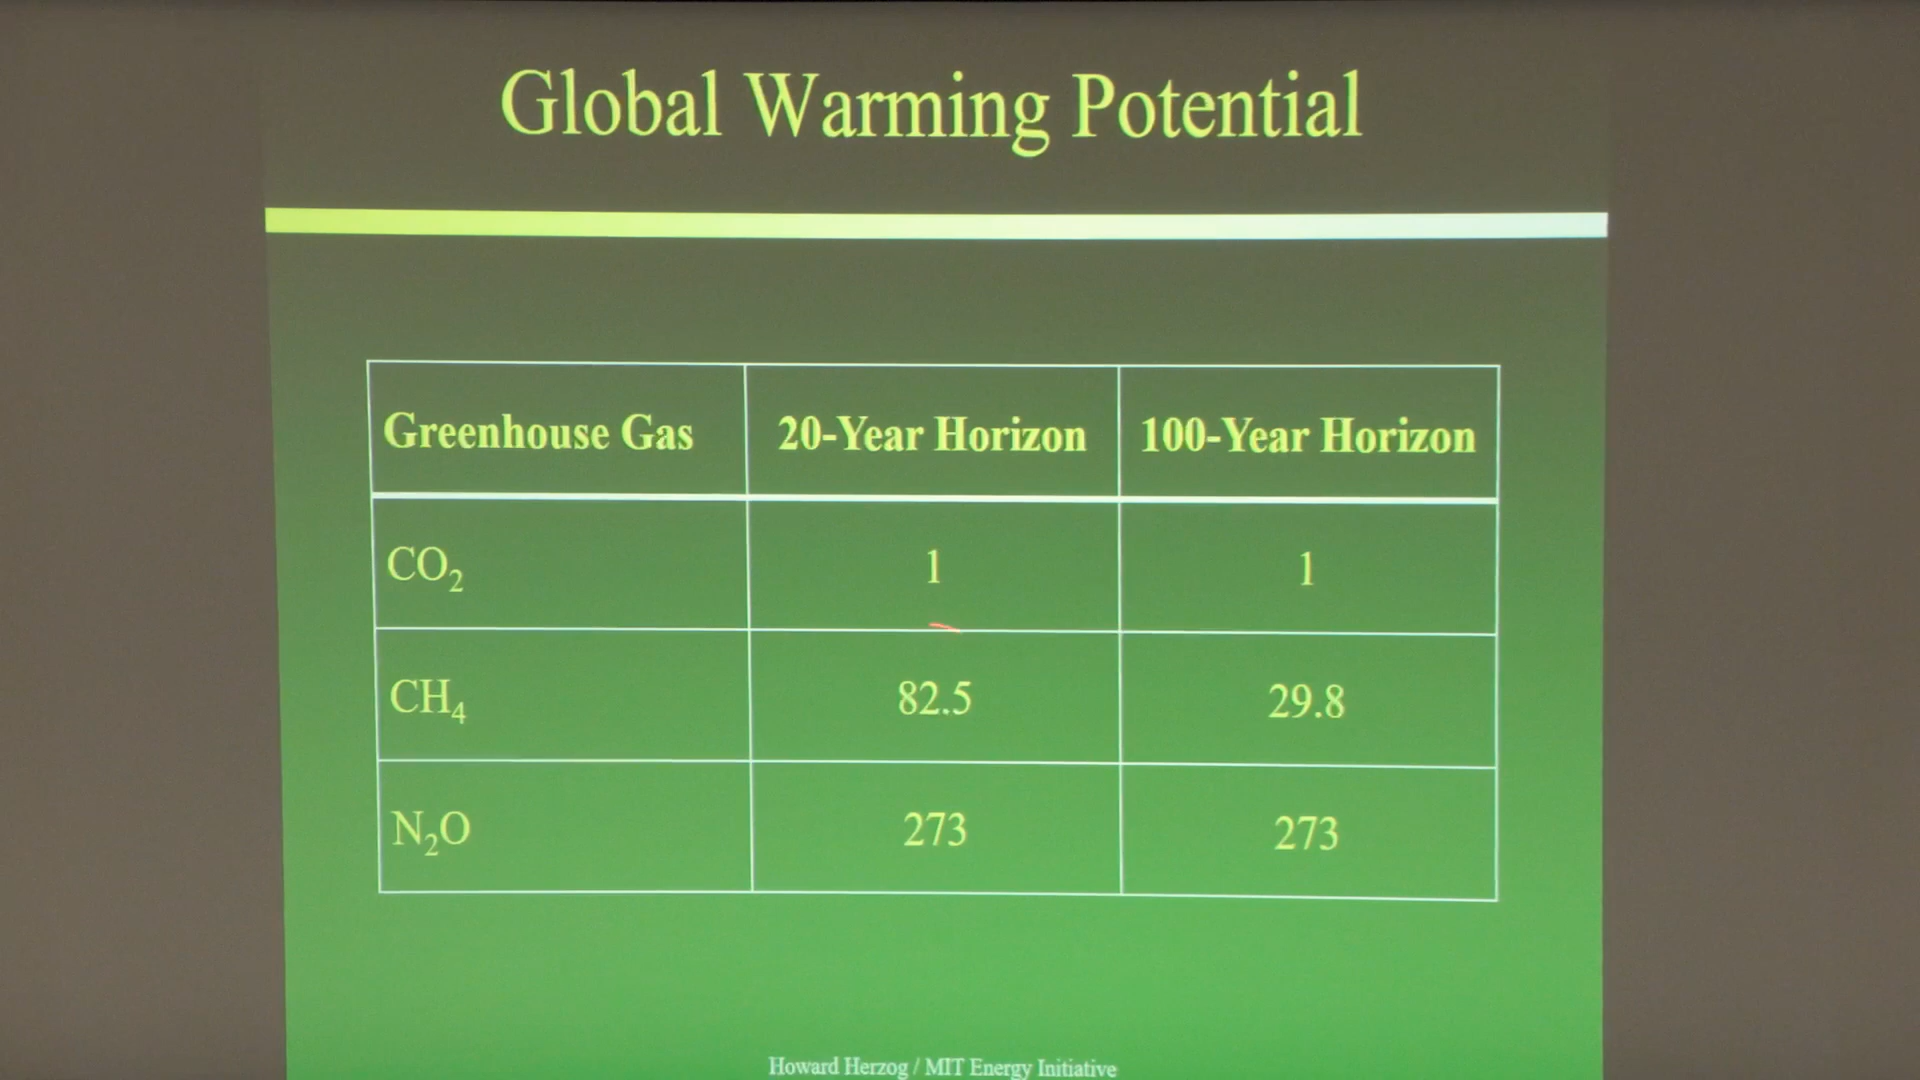 Global Warming Potential
Greenhouse Gas 20-Year Horizon 100-Year Horizon
CO₂ 1 1
CH₄ 82.5 29.8
N₂O 273 273
Howard Herzog / MIT Energy Initiative